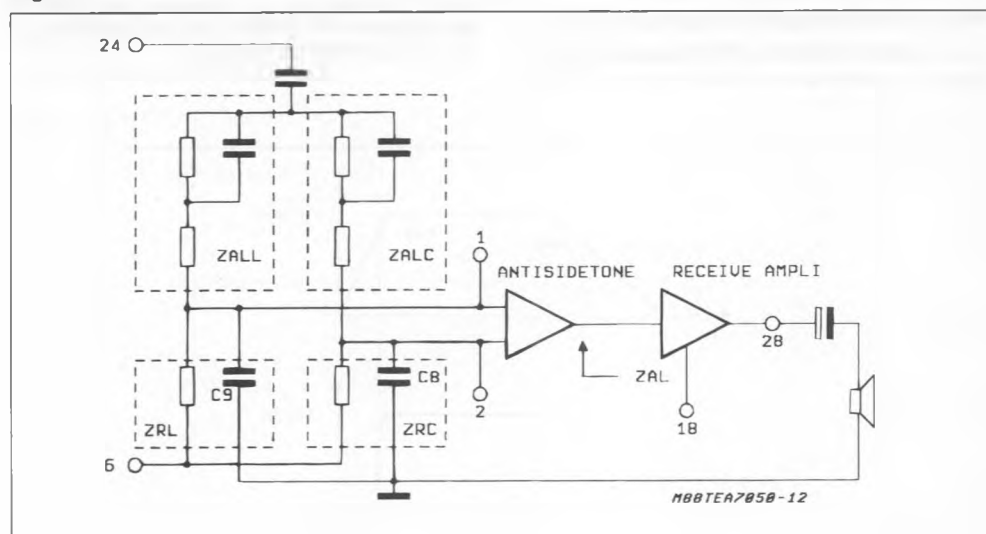 24
ZALL
ZALC
1
ANTISIDETONE
RECEIVE AMPLI
28
ZAL
2
18
C9
C8
ZRL
ZRC
6
M88TEA7050-12